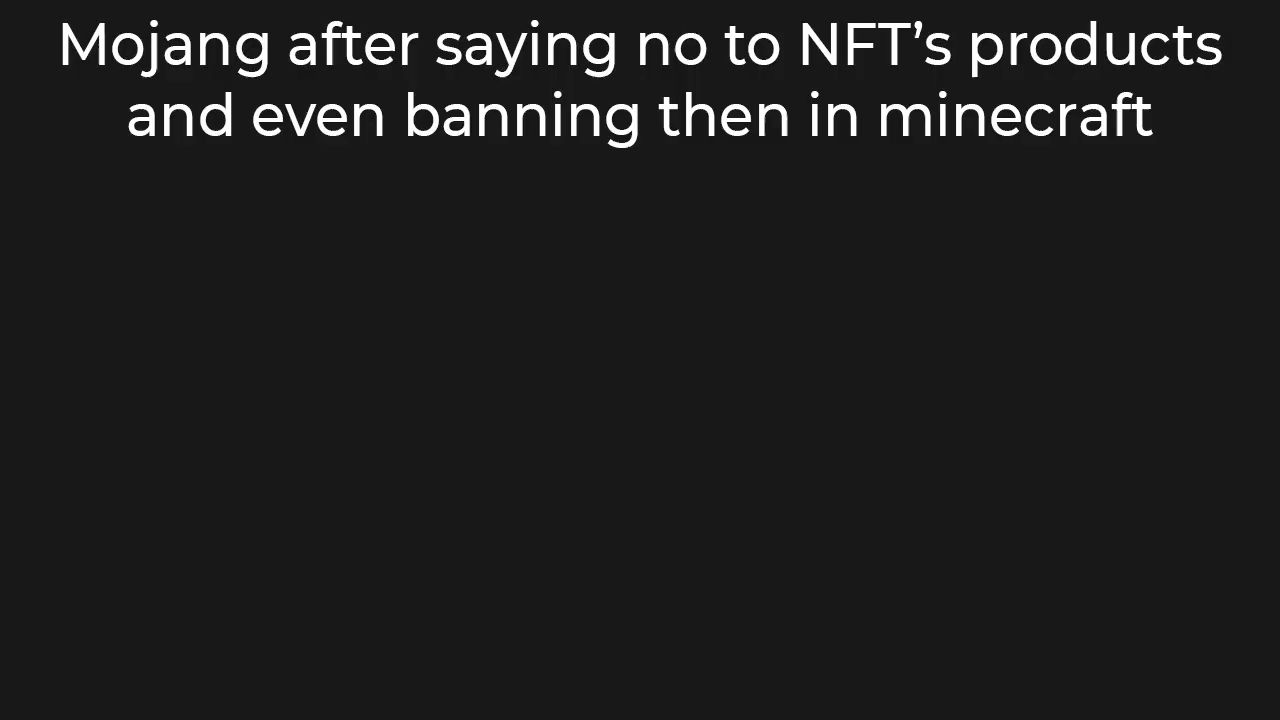 Mojang after saying no to NFT’s products
and even banning then in minecraft